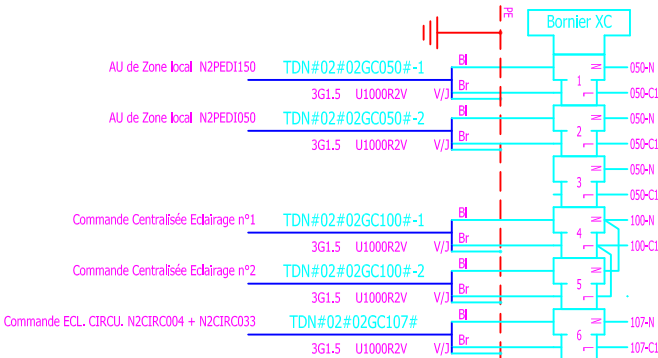 PE
Bornier XC
Bl
AU de Zone local N2PEDI150
TDN#02#02GC050#-1
N
050-N
1
Br
3G1.5 U1000R2V
V/J
L
050-C1
Bl
AU de Zone local N2PEDI050
TDN#02#02GC050#-2
N
050-N
2
Br
3G1.5 U1000R2V
V/J
L
050-C1
N
050-N
3
L
050-C1
Bl
Commande Centralisée Eclairage n°1
TDN#02#02GC100#-1
N
100-N
4
Br
3G1.5 U1000R2V
V/J
L
100-C1
Bl
Commande Centralisée Eclairage n°2
TDN#02#02GC100#-2
N
5
Br
3G1.5 U1000R2V
V/J
L
Bl
Commande ECL. CIRCU. N2CIRC004 + N2CIRC033
TDN#02#02GC107#
N
107-N
6
Br
3G1.5 U1000R2V
V/J
L
107-C1